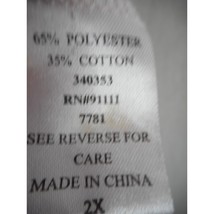 65% POLYESTER
35% COTTON
340353
RN#91111
7781
SEE REVERSE FOR
CARE
MADE IN CHINA
2X